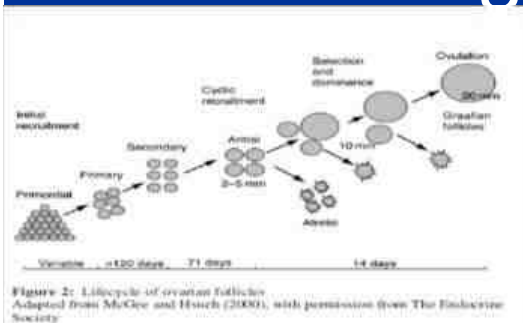 Ovulation
Selection
and
dominance
Cyclic
recruitment
20 mm
Graafian
follicles
Initial
recruitment
Secondary
Antral
10 mm
Primary
2–5 mm
Primordial
Atretic
Variable >120 days 71 days 14 days
Figure 2: Lifecycle of ovarian follicles
Adapted from McGee and Hsueh (2000), with permission from The Endocrine
Society